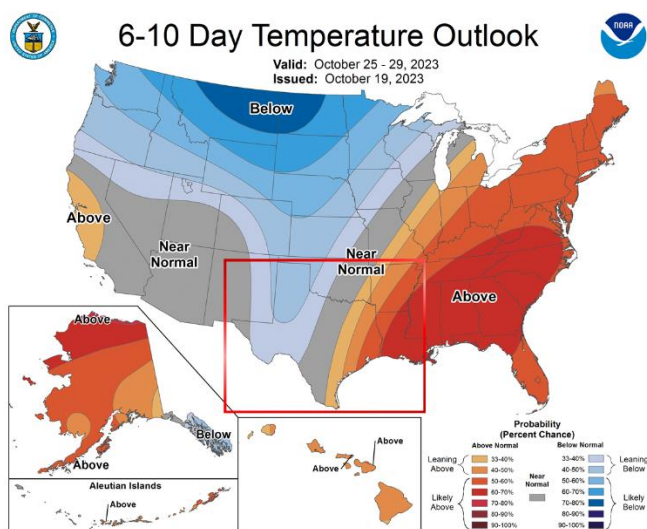 6-10 Day Temperature Outlook
Valid: October 25 - 29, 2023
Issued: October 19, 2023
NOAA
Below
Above
Near
Normal
Near
Normal
Above
Above
Above
Below
Aleutian Islands
Above
Above
Above
Probability
(Percent Chance)
Above Normal
Below Normal
Leaning
Above
33-40%
40-50%
Likely
Above
50-60%
60-70%
70-80%
80-90%
90-100%
Near
Normal
33-40%
40-50%
Leaning
Below
50-60%
60-70%
70-80%
80-90%
90-100%
Likely
Below